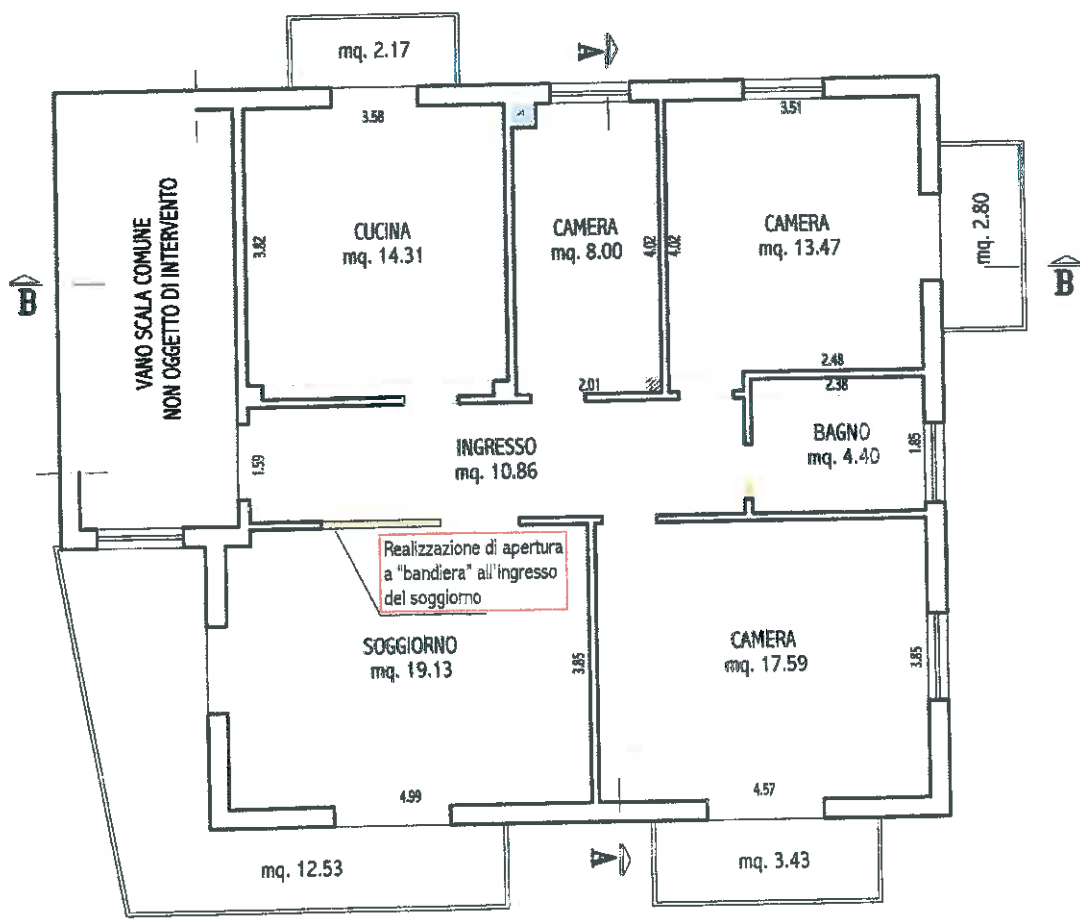 mq. 2.17
A
3.58
3.51
VANO SCALA COMUNE
NON OGGETTO DI INTERVENTO
3.82
CUCINA
mq. 14.31
CAMERA
mq. 8.00
4.02
4.02
CAMERA
mq. 13.47
mq. 2.80
B
B
2.48
2.01
2.38
1.59
INGRESSO
mq. 10.86
BAGNO
mq. 4.40
1.85
Realizzazione di apertura
a "bandiera" all'ingresso
del soggiorno
SOGGIORNO
mq. 19.13
3.85
CAMERA
mq. 17.59
3.85
4.99
4.57
mq. 12.53
A
mq. 3.43